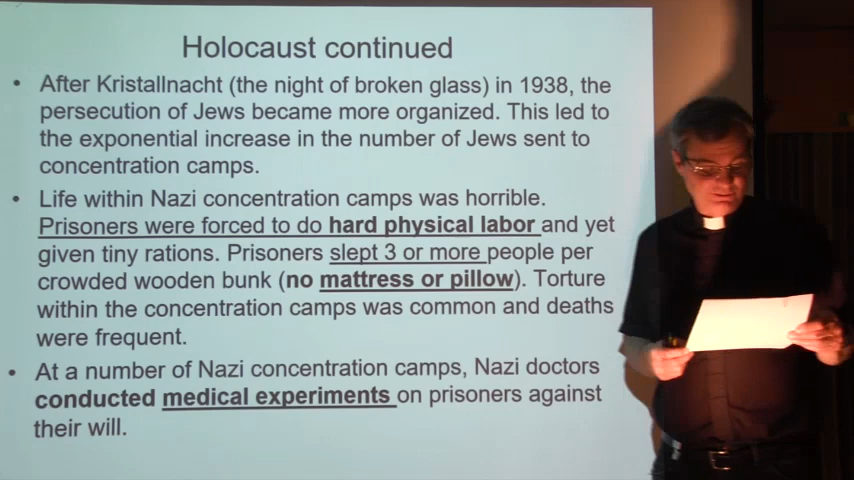 Holocaust continued
• After Kristallnacht (the night of broken glass) in 1938, the
persecution of Jews became more organized. This led to
the exponential increase in the number of Jews sent to
concentration camps.
• Life within Nazi concentration camps was horrible.
Prisoners were forced to do hard physical labor and yet
given tiny rations. Prisoners slept 3 or more people per
crowded wooden bunk (no mattress or pillow). Torture
within the concentration camps was common and deaths
were frequent.
• At a number of Nazi concentration camps, Nazi doctors
conducted medical experiments on prisoners against
their will.